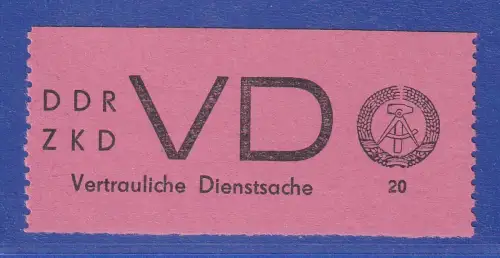 DDR
ZKD
VD
Vertrauliche Dienstsache
20